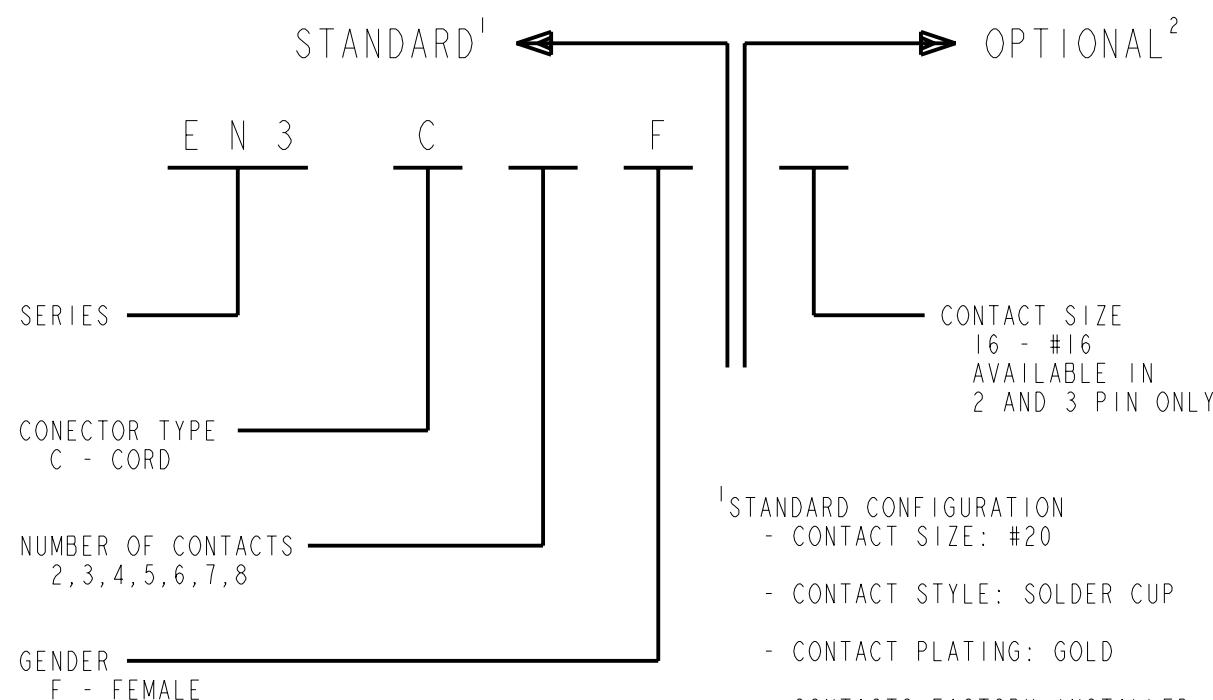 STANDARD¹ OPTIONAL²
EN3 C F
SERIES
CONTACT SIZE
16 - #16
AVAILABLE IN
2 AND 3 PIN ONLY
CONECTOR TYPE
C - CORD
NUMBER OF CONTACTS
2,3,4,5,6,7,8
GENDER
F - FEMALE
¹STANDARD CONFIGURATION
- CONTACT SIZE: #20
- CONTACT STYLE: SOLDER CUP
- CONTACT PLATING: GOLD